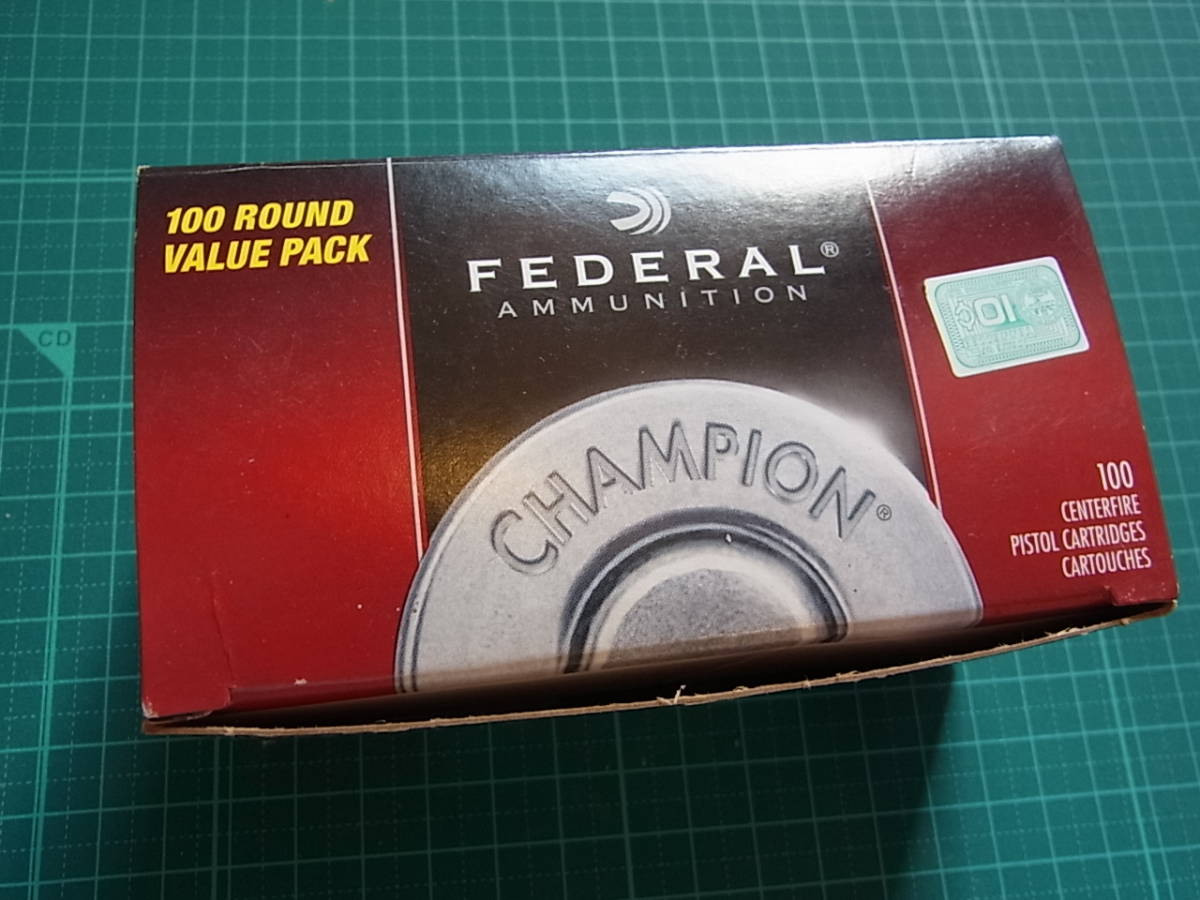 100 ROUND
VALUE PACK
FEDERAL®
AMMUNITION
CHAMPION®
100
CENTERFIRE
PISTOL CARTRIDGES
CARTOUCHES
CD